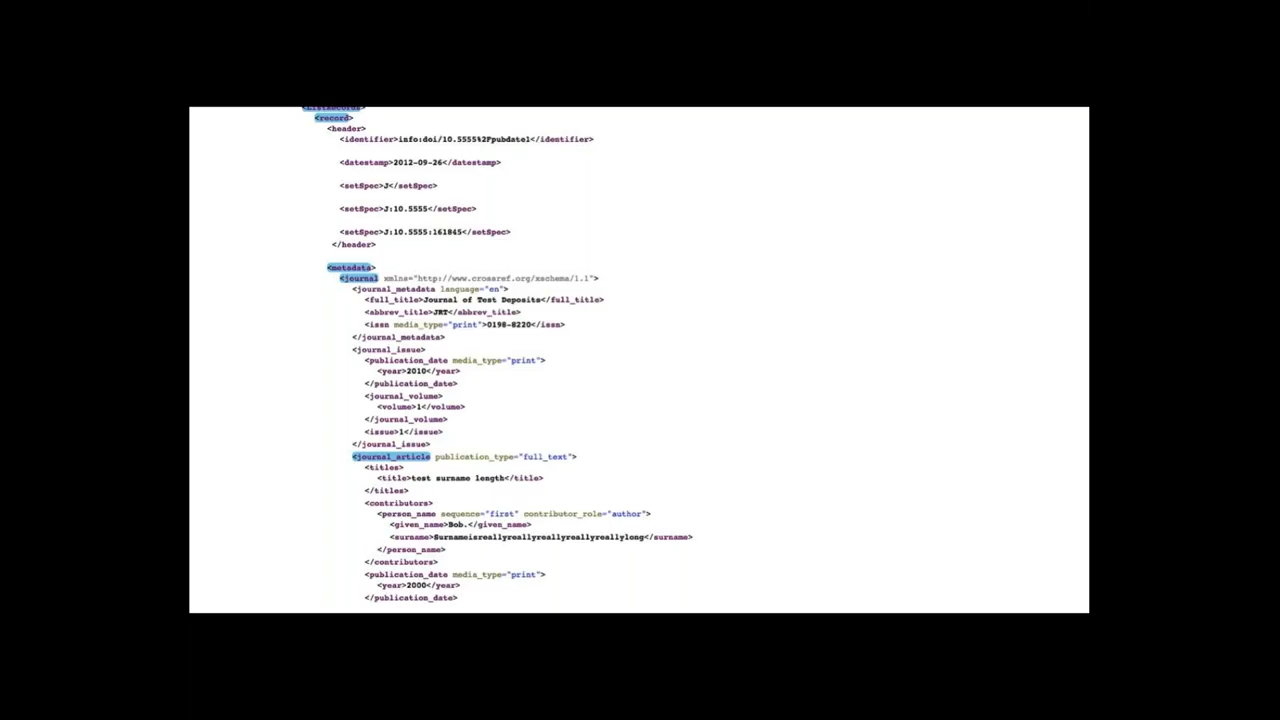 <ListRecords>
<record>
<header>
<identifier>info:doi/10.5555%2Fpubdate1</identifier>
<datestamp>2012-09-26</datestamp>
<setSpec>J</setSpec>
<setSpec>J:10.5555</setSpec>
<setSpec>J:10.5555:161845</setSpec>
</header>
<metadata>
<journal xmlns="http://www.crossref.org/xschema/1.1">
<journal_metadata language="en">
<full_title>Journal of Test Deposits</full_title>
<abbrev_title>JRT</abbrev_title>
<issn media_type="print">0198-8220</issn>
</journal_metadata>
<journal_issue>
<publication_date media_type="print">
<year>2010</year>
</publication_date>
<journal_volume>
<volume>1</volume>
</journal_volume>
<issue>1</issue>
</journal_issue>
<journal_article publication_type="full_text">
<titles>
<title>test surname length</title>
</titles>
<contributors>
<person_name sequence="first" contributor_role="author">
<given_name>Bob.</given_name>
<surname>Surnameisreallyreallyreallyreallyreallylong</surname>
</person_name>
</contributors>
<publication_date media_type="print">
<year>2000</year>
</publication_date>